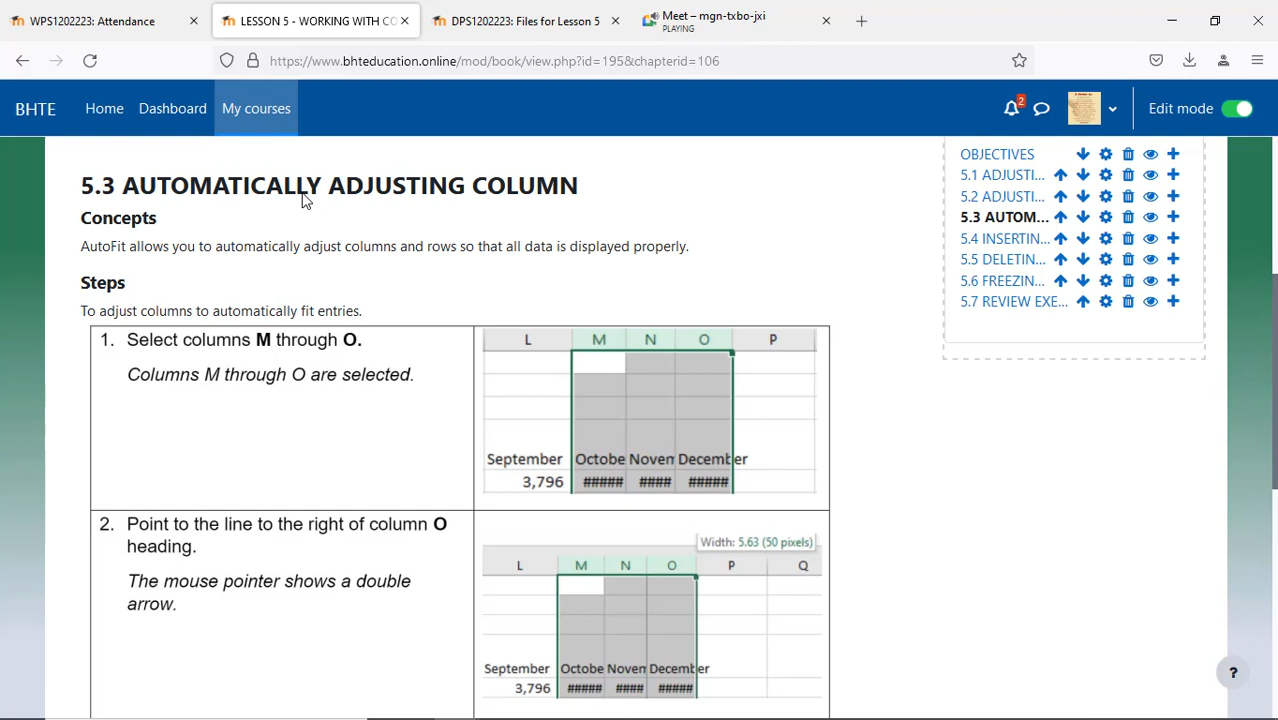 WPS1202223: Attendance
LESSON 5 - WORKING WITH CO
DPS1202223: Files for Lesson 5
Meet – mgn-txbo-jxi
PLAYING
https://www.bhteducation.online/mod/book/view.php?id=195&chapterid=106
BHTE
Home
Dashboard
My courses
2
Edit mode
5.3 AUTOMATICALLY ADJUSTING COLUMN
Concepts
AutoFit allows you to automatically adjust columns and rows so that all data is displayed properly.
Steps
To adjust columns to automatically fit entries.
1. Select columns M through O.
Columns M through O are selected.
L M N O P
September Octobe Novem December
3,796 ##### #### #####
2. Point to the line to the right of column O
heading.
The mouse pointer shows a double
arrow.
Width: 5.63 (50 pixels)
L M N O P Q
September Octobe Novem December
3,796 ##### #### #####
OBJECTIVES
5.1 ADJUSTI...
5.2 ADJUSTI...
5.3 AUTOM...
5.4 INSERTIN...
5.5 DELETIN...
5.6 FREEZIN...
5.7 REVIEW EXE...
?